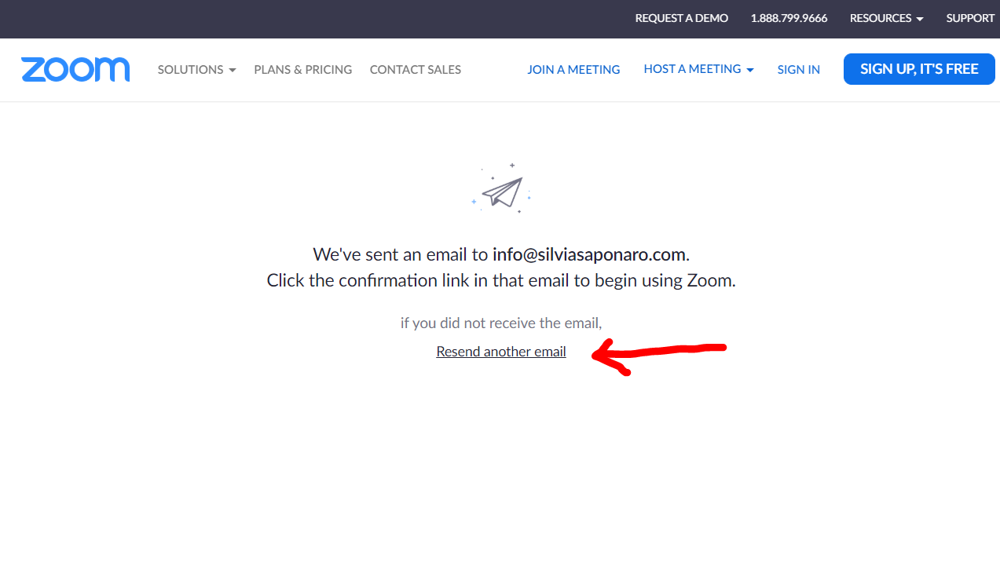 REQUEST A DEMO 1.888.799.9666 RESOURCES SUPPORT
zoom SOLUTIONS PLANS & PRICING CONTACT SALES JOIN A MEETING HOST A MEETING SIGN IN SIGN UP, IT'S FREE
We've sent an email to info@silviasaponaro.com.
Click the confirmation link in that email to begin using Zoom.
if you did not receive the email,
Resend another email